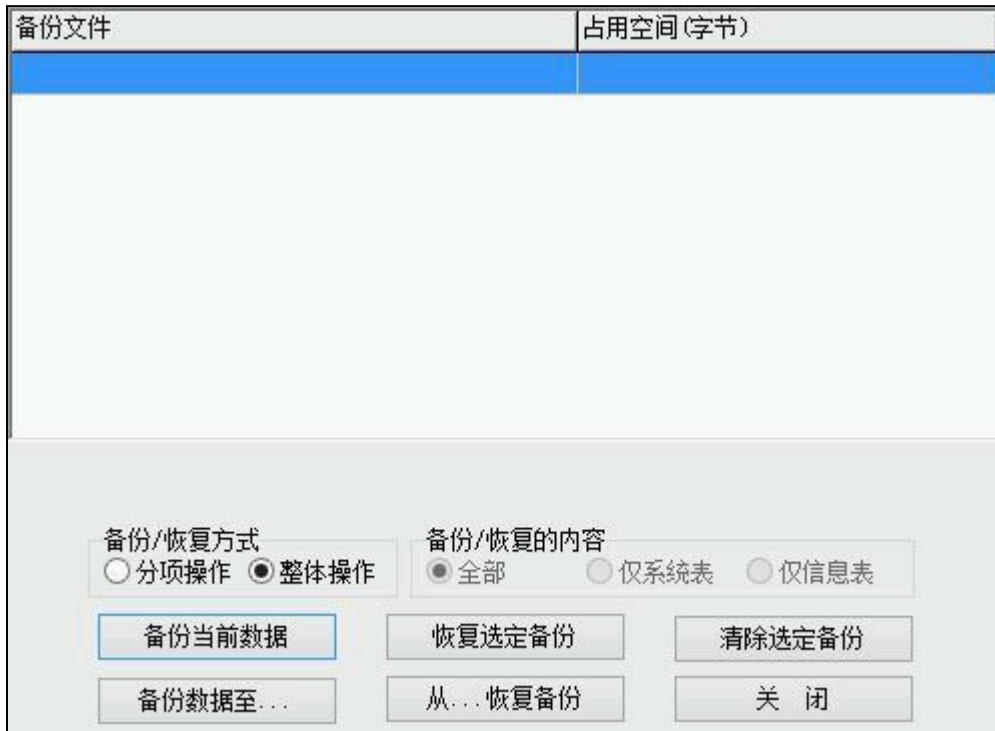 备份文件 占用空间(字节)
备份/恢复方式 备份/恢复的内容
分项操作 整体操作 全部 仅系统表 仅信息表
备份当前数据 恢复选定备份 清除选定备份
备份数据至... 从...恢复备份 关 闭